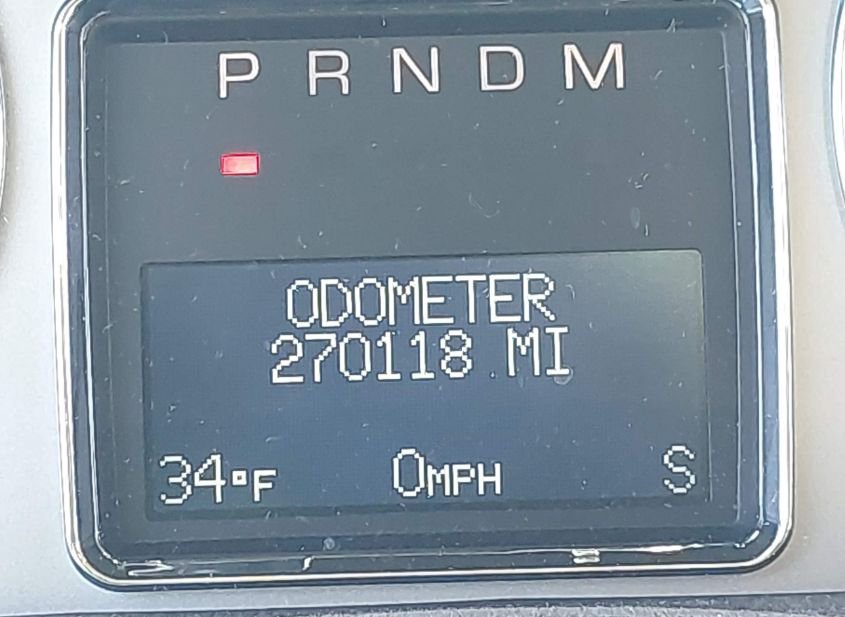 P R N D M
ODOMETER
270118 MI
34°F 0MPH S